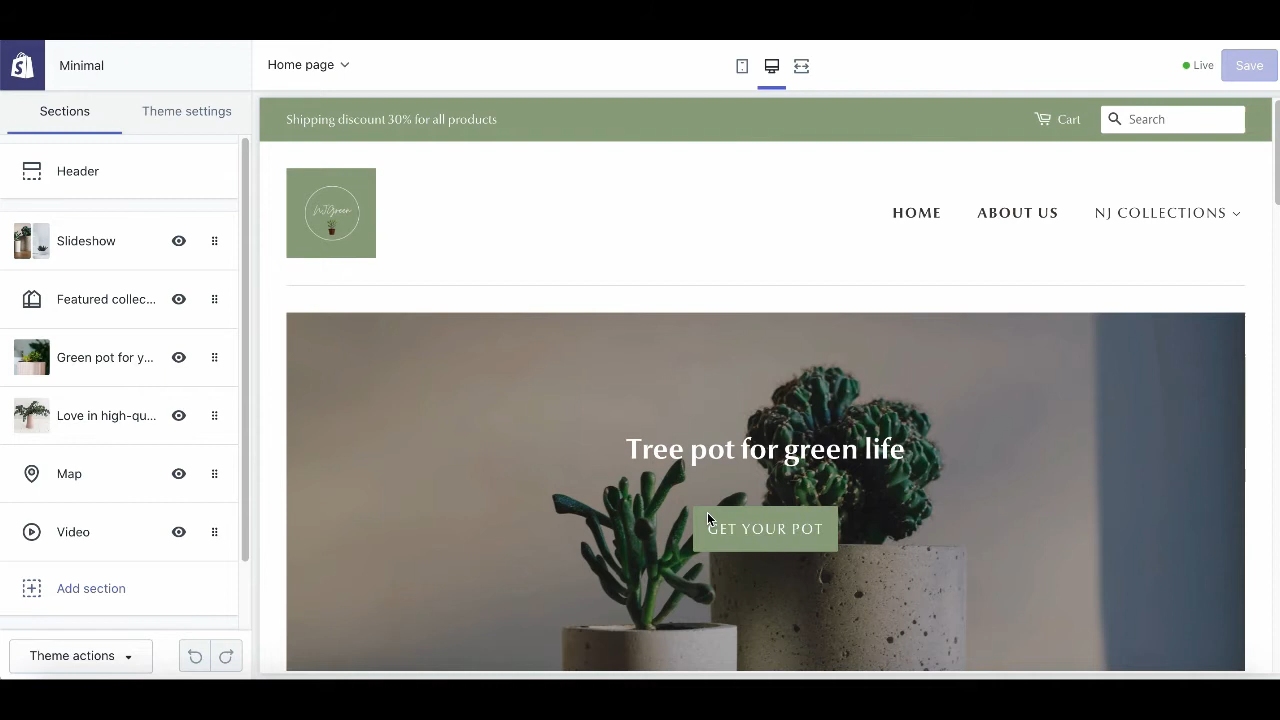 Minimal
Home page
Live
Save
Sections
Theme settings
Header
Slideshow
Featured collec...
Green pot for y...
Love in high-qu...
Map
Video
Add section
Theme actions
Shipping discount 30% for all products
Cart
Search
NJGreen
HOME
ABOUT US
NJ COLLECTIONS
Tree pot for green life
GET YOUR POT